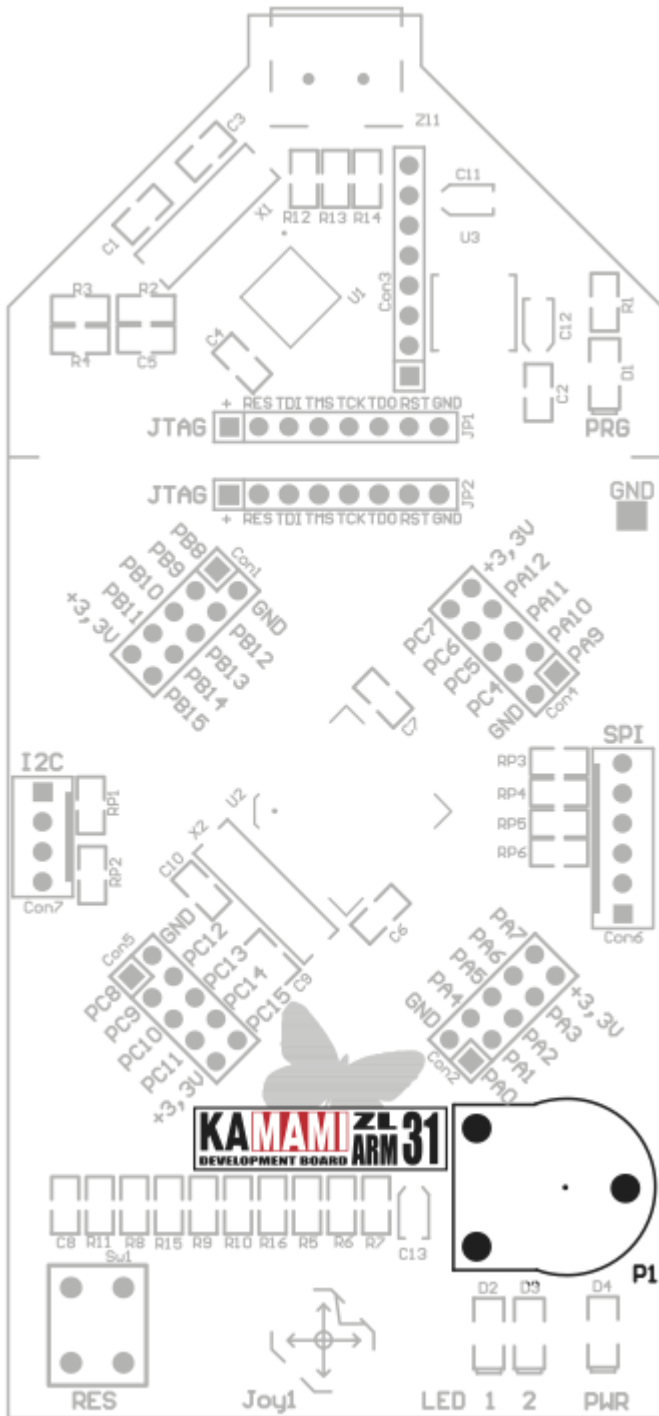 Z11
C3
C11
X1
R12 R13 R14
C1
U3
R3 R2
U1
Con3
R1
R4 C5
C4
C12
D1
C2
+ RES TDI TMS TCK TDO RST GND
JTAG JP1 PRG
JTAG JP2
+ RES TDI TMS TCK TDO RST GND
GND
PB8 Con1
PB9
PB10
PB11
+3,3V
GND
PB12
PB13
PB14
PB15
+3,3V
PA12
PA11
PA10
PA9
PC7
PC6
PC5
PC4
GND
Con4
I2C
SPI
RP1
RP2
Con7
RP3
RP4
RP5
RP6
Con6
U2
X2
C10
C6
C9
Con5
GND
PC12
PC13
PC14
PC15
PC8
PC9
PC10
PC11
+3,3V
PA7
PA6
PA5
PA4
GND
+3,3V
PA3
PA2
PA1
PA0
Con2
KAMAMI ZL
DEVELOPMENT BOARD ARM 31
C8 R11 R8 R15 R9 R10 R16 R5 R6 R7 C13
Sw1
P1
D2 D3 D4
RES Joy1 LED 1 2 PWR